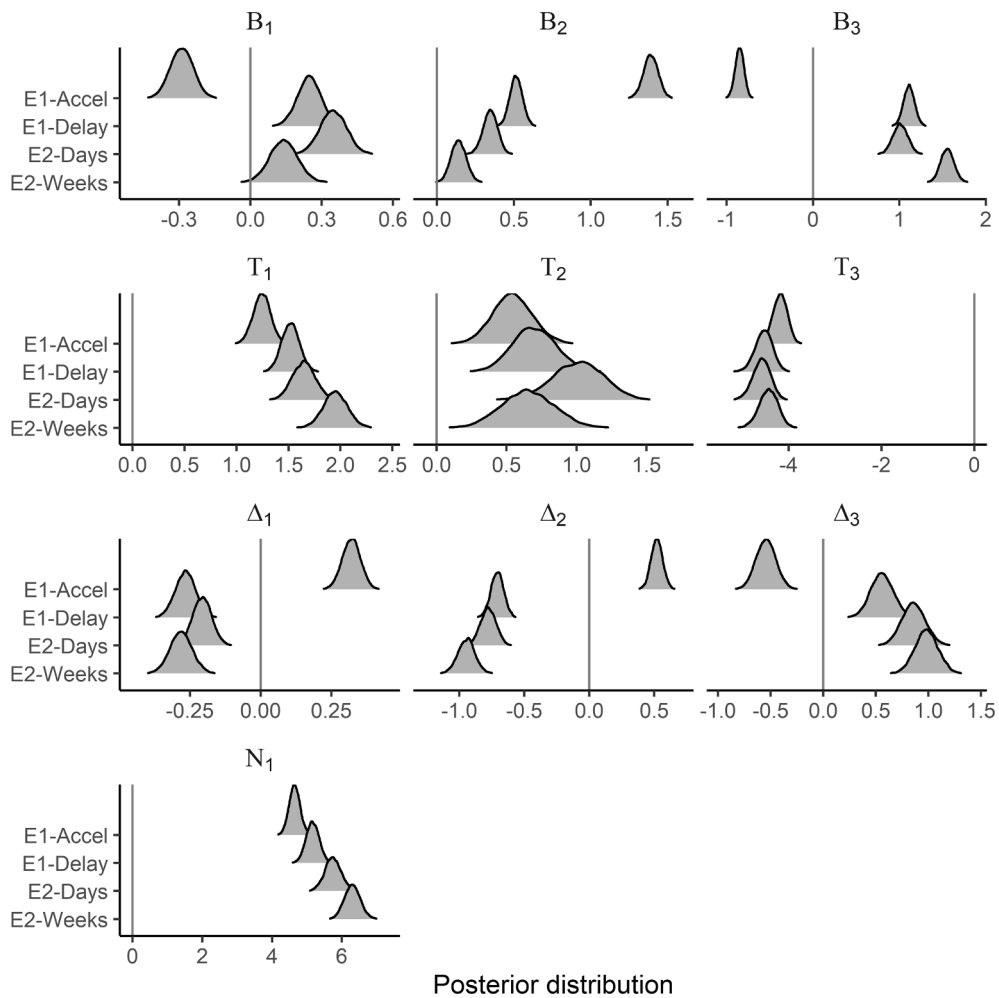 B₁ B₂ B₃
E1-Accel
E1-Delay
E2-Days
E2-Weeks
-0.3 0.0 0.3 0.6 0.0 0.5 1.0 1.5 -1 0 1 2
T₁ T₂ T₃
E1-Accel
E1-Delay
E2-Days
E2-Weeks
0.0 0.5 1.0 1.5 2.0 2.5 0.0 0.5 1.0 1.5 -4 -2 0
Δ₁ Δ₂ Δ₃
E1-Accel
E1-Delay
E2-Days
E2-Weeks
-0.25 0.00 0.25 -1.0 -0.5 0.0 0.5 -1.0 -0.5 0.0 0.5 1.0 1.5
N₁
E1-Accel
E1-Delay
E2-Days
E2-Weeks
0 2 4 6
Posterior distribution